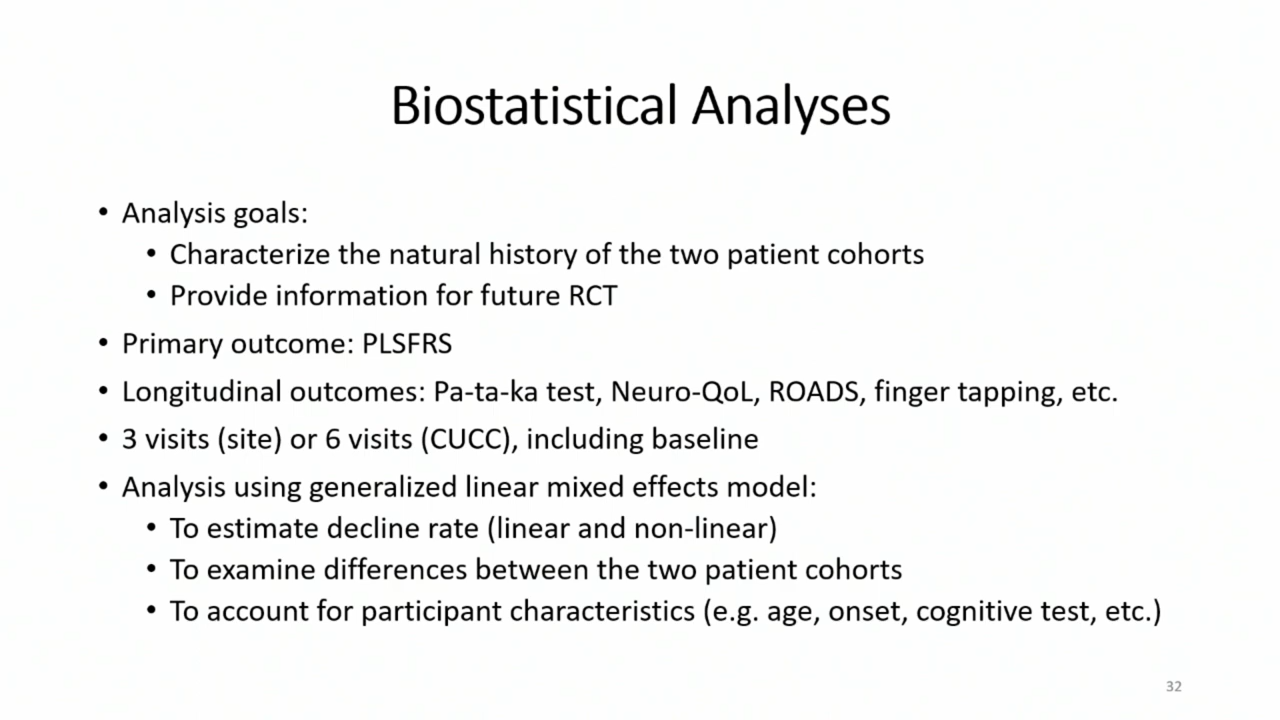 Biostatistical Analyses
• Analysis goals:
• Characterize the natural history of the two patient cohorts
• Provide information for future RCT
• Primary outcome: PLSFRS
• Longitudinal outcomes: Pa-ta-ka test, Neuro-QoL, ROADS, finger tapping, etc.
• 3 visits (site) or 6 visits (CUCC), including baseline
• Analysis using generalized linear mixed effects model:
• To estimate decline rate (linear and non-linear)
• To examine differences between the two patient cohorts
• To account for participant characteristics (e.g. age, onset, cognitive test, etc.)
32